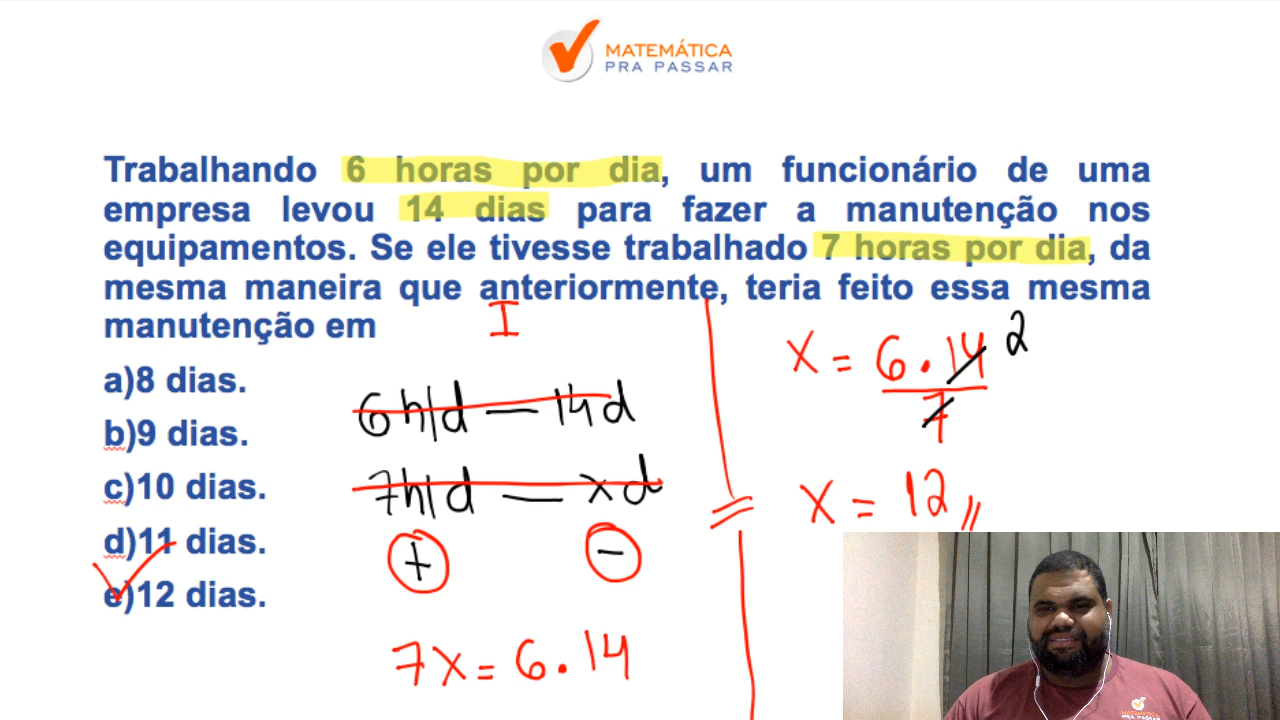 MATEMÁTICA
PRA PASSAR
Trabalhando 6 horas por dia, um funcionário de uma
empresa levou 14 dias para fazer a manutenção nos
equipamentos. Se ele tivesse trabalhado 7 horas por dia, da
mesma maneira que anteriormente, teria feito essa mesma
manutenção em
a)8 dias.
b)9 dias.
c)10 dias.
d)11 dias.
e)12 dias.
I
6h/d — 14d
7h/d — xd
+ −
7x = 6.14
x = 6.14 2
7
x = 12
MATEMÁTICA
PRA PASSAR